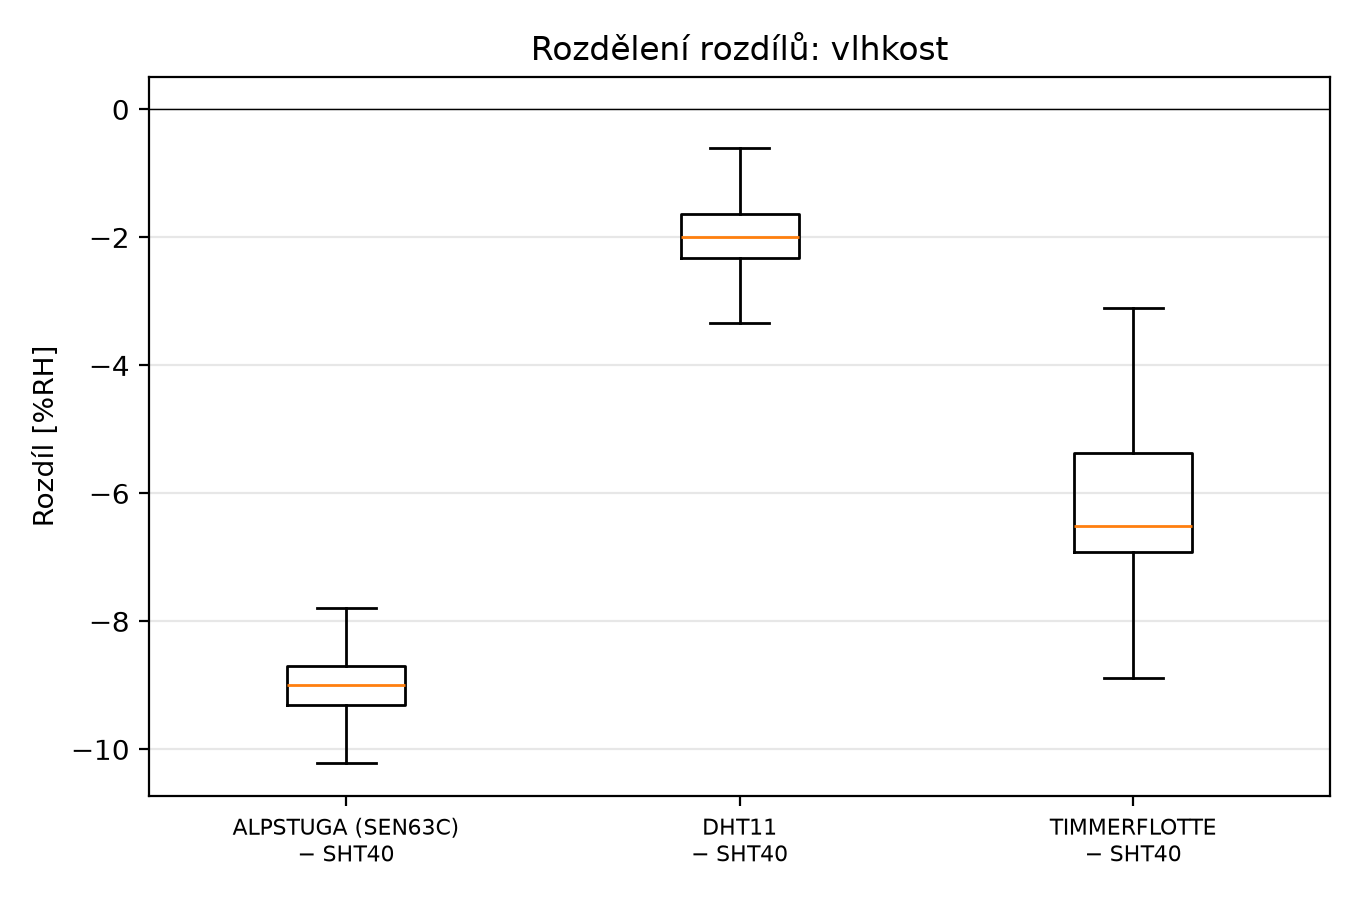 Rozdělení rozdílů: vlhkost
Rozdíl [%RH]
0
−2
−4
−6
−8
−10
ALPSTUGA (SEN63C)
− SHT40
DHT11
− SHT40
TIMMERFLOTTE
− SHT40